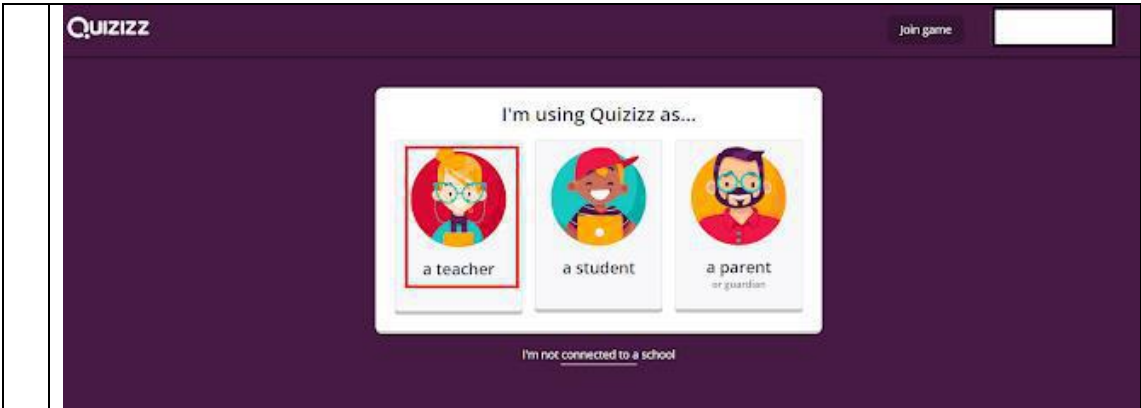 QUIZIZZ
Join game
I'm using Quizizz as...
a teacher
a student
a parent
or guardian
I'm not connected to a school